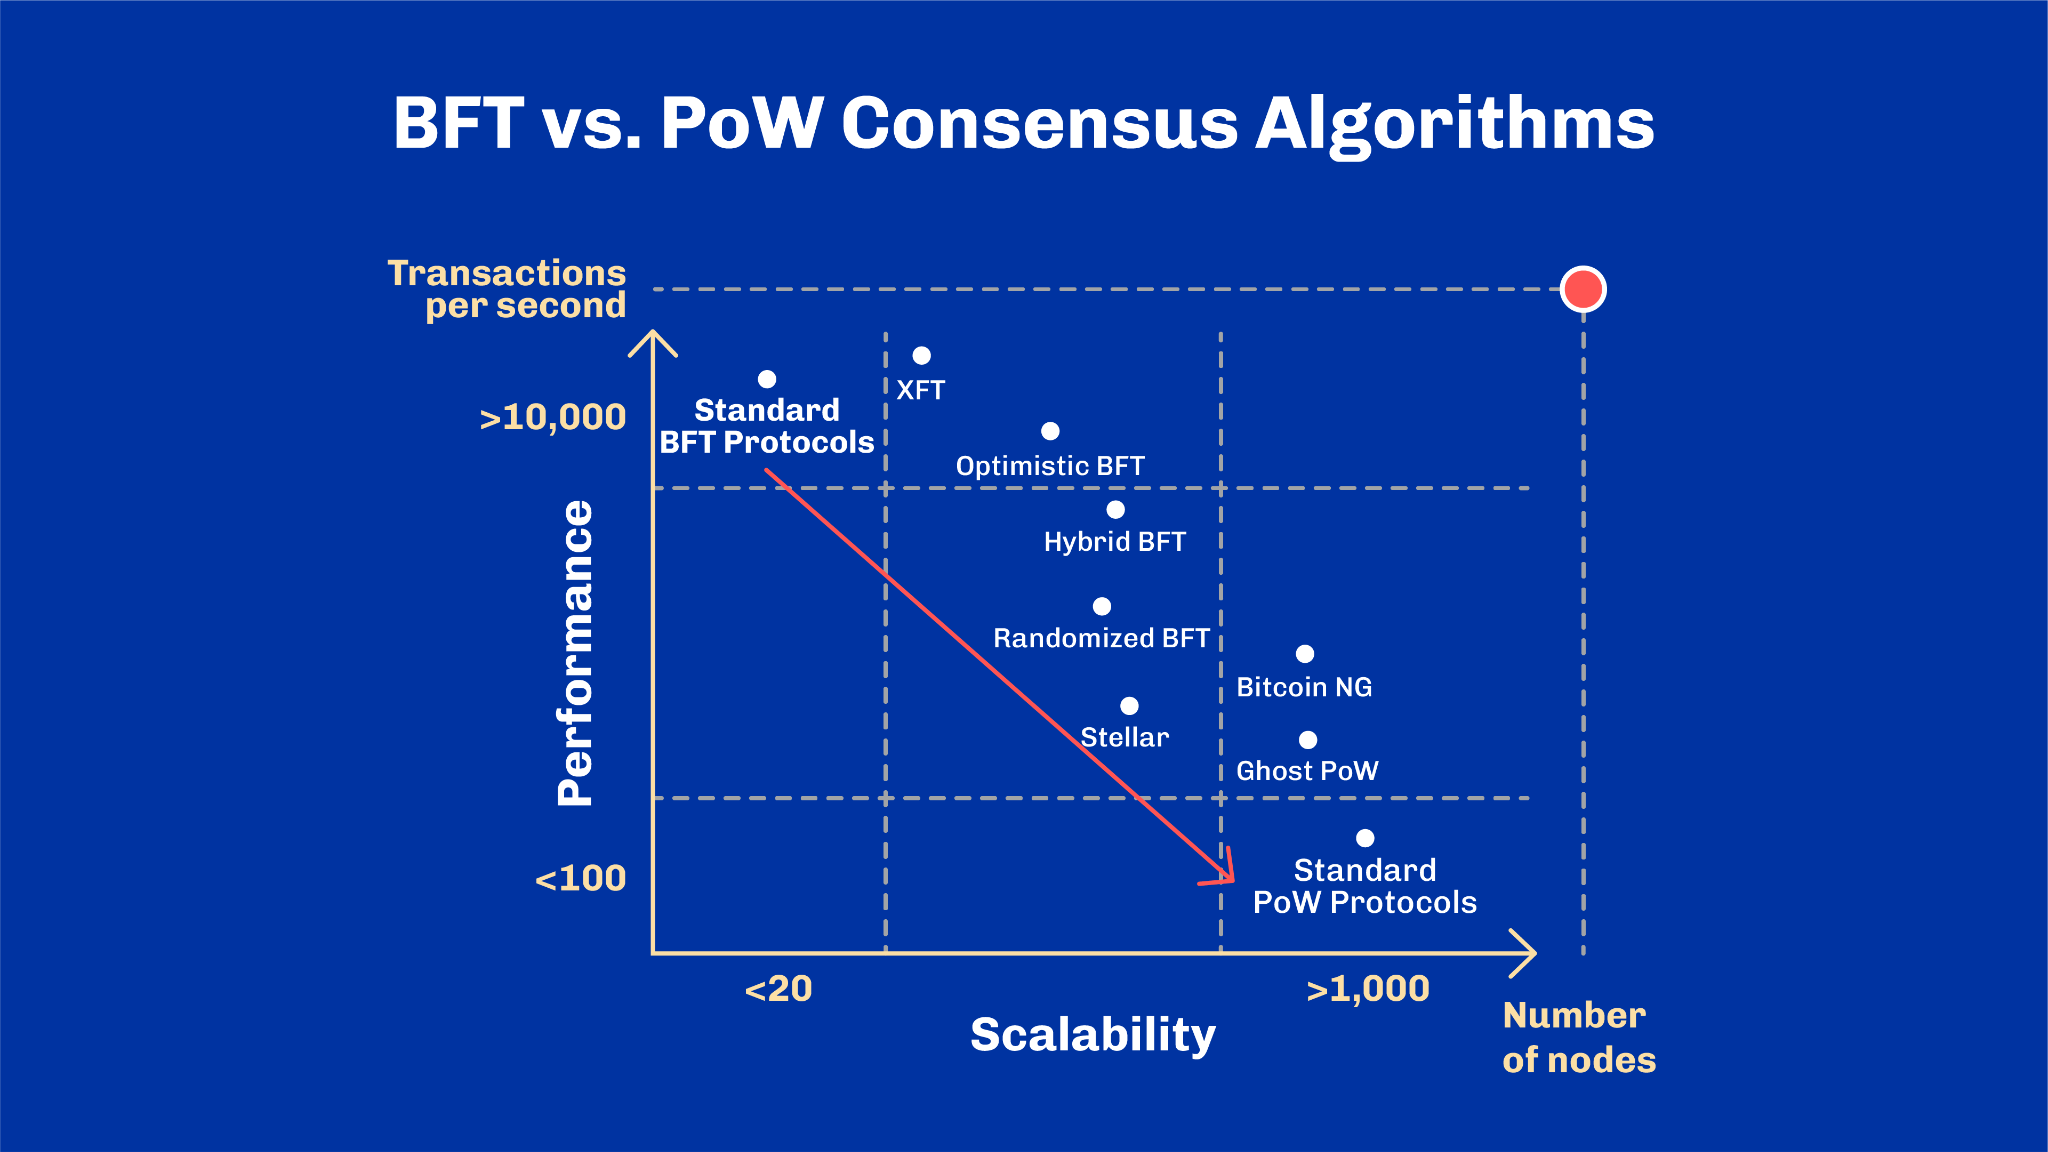 BFT vs. PoW Consensus Algorithms
Transactions
per second
>10,000
Performance
<100
XFT
Standard
BFT Protocols
Optimistic BFT
Hybrid BFT
Randomized BFT
Bitcoin NG
Stellar
Ghost PoW
Standard
PoW Protocols
<20
>1,000
Scalability
Number
of nodes